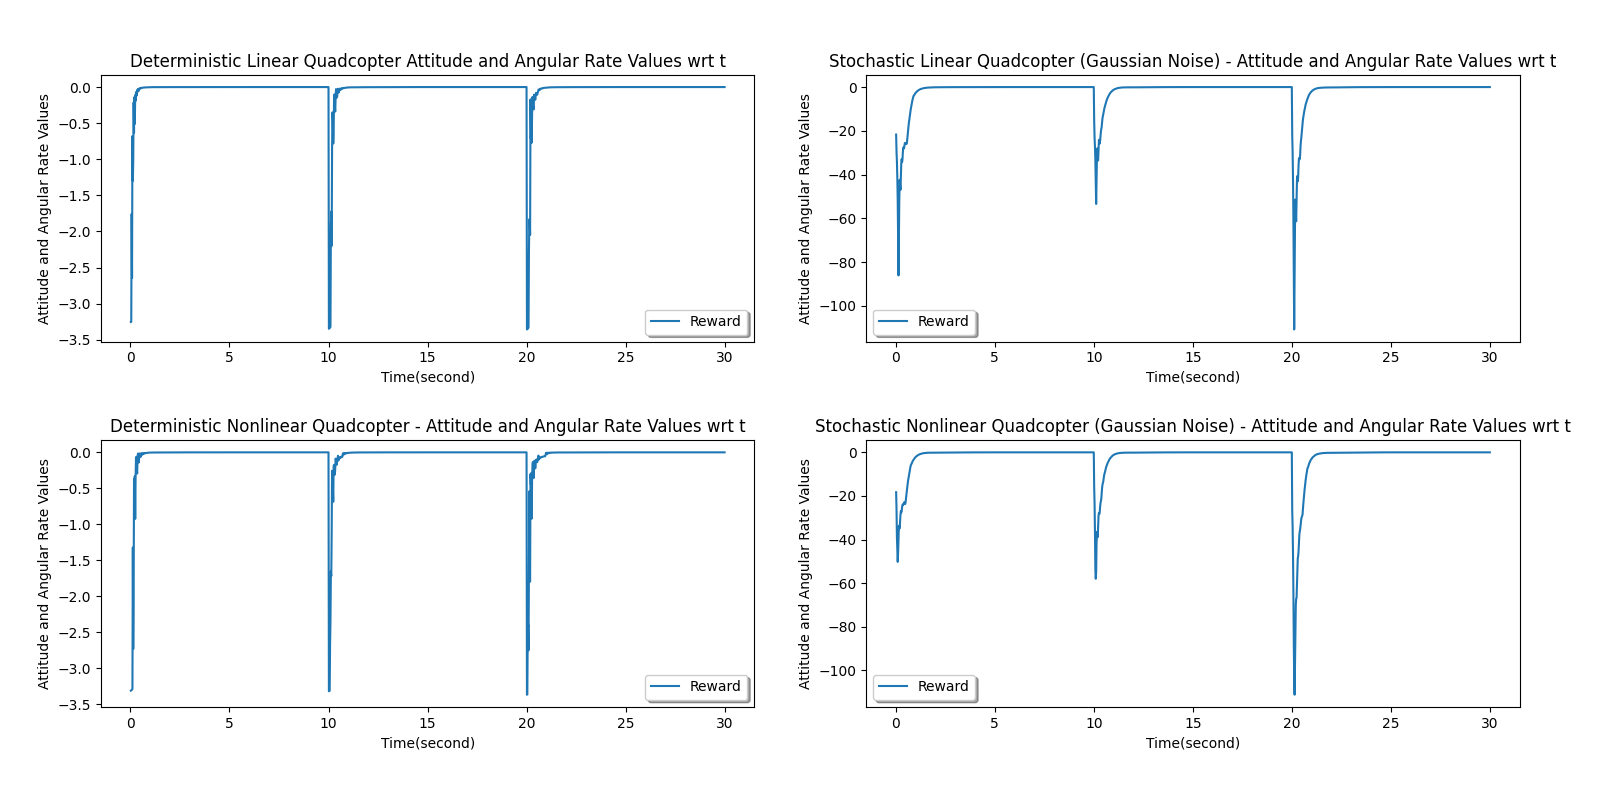 Deterministic Linear Quadcopter Attitude and Angular Rate Values wrt t
Attitude and Angular Rate Values
0.0
−0.5
−1.0
−1.5
−2.0
−2.5
−3.0
−3.5
Reward
0 5 10 15 20 25 30
Time(second)
Stochastic Linear Quadcopter (Gaussian Noise) - Attitude and Angular Rate Values wrt t
Attitude and Angular Rate Values
0
−20
−40
−60
−80
−100
Reward
0 5 10 15 20 25 30
Time(second)
Deterministic Nonlinear Quadcopter - Attitude and Angular Rate Values wrt t
Attitude and Angular Rate Values
0.0
−0.5
−1.0
−1.5
−2.0
−2.5
−3.0
−3.5
Reward
0 5 10 15 20 25 30
Time(second)
Stochastic Nonlinear Quadcopter (Gaussian Noise) - Attitude and Angular Rate Values wrt t
Attitude and Angular Rate Values
0
−20
−40
−60
−80
−100
Reward
0 5 10 15 20 25 30
Time(second)